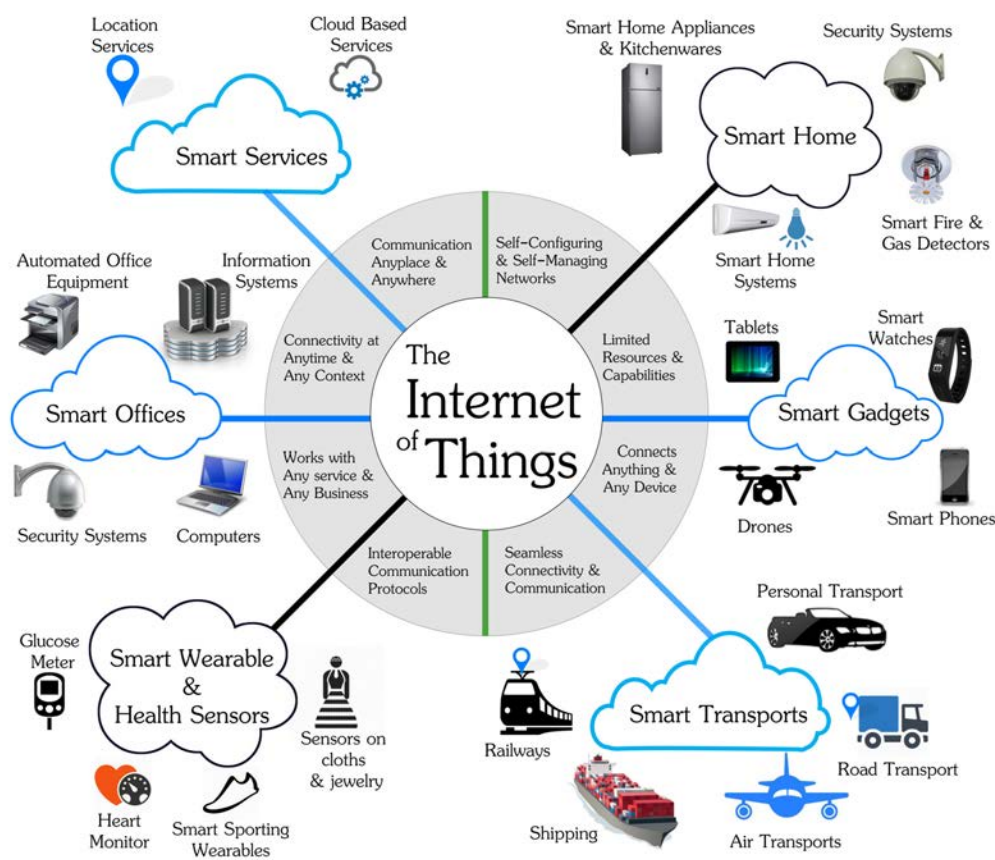 Location
Services
Cloud Based
Services
Smart Services
Smart Home Appliances
& Kitchenwares
Security Systems
Smart Home
Smart Home
Systems
Smart Fire &
Gas Detectors
Communication
Anyplace &
Anywhere
Self-Configuring
& Self-Managing
Networks
Connectivity at
Anytime &
Any Context
Limited
Resources &
Capabilities
The
Internet
of
Things
Works with
Any service &
Any Business
Connects
Anything &
Any Device
Interoperable
Communication
Protocols
Seamless
Connectivity &
Communication
Automated Office
Equipment
Information
Systems
Smart Offices
Security Systems
Computers
Tablets
Smart
Watches
Smart Gadgets
Drones
Smart Phones
Glucose
Meter
Smart Wearable
&
Health Sensors
Sensors on
cloths
& jewelry
Heart
Monitor
Smart Sporting
Wearables
Personal Transport
Railways
Smart Transports
Road Transport
Shipping
Air Transports